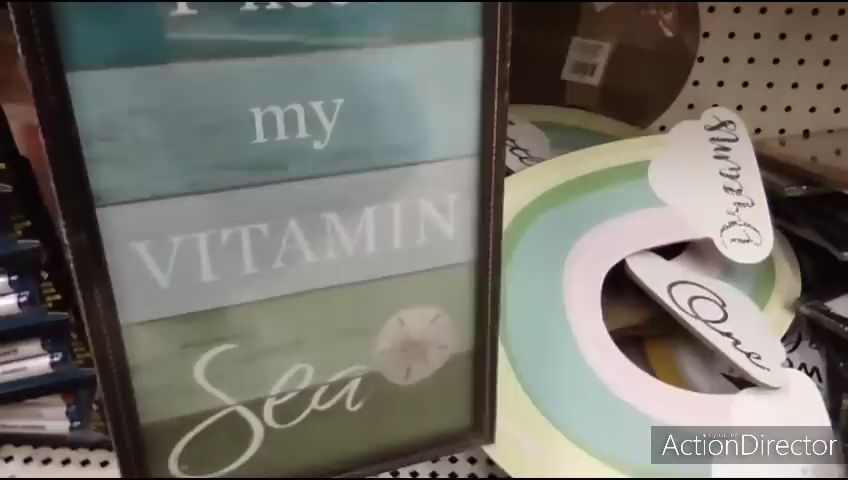 my
VITAMIN
Sea
Dreams
One
ActionDirector